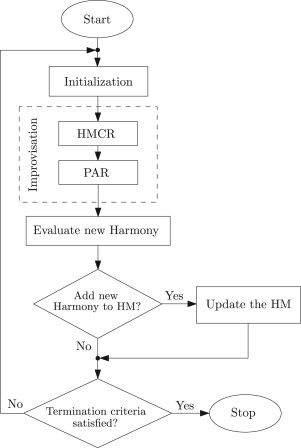 Start
Initialization
Improvisation
HMCR
PAR
Evaluate new Harmony
Add new
Harmony to HM?
Yes
Update the HM
No
Termination criteria
satisfied?
No
Yes
Stop